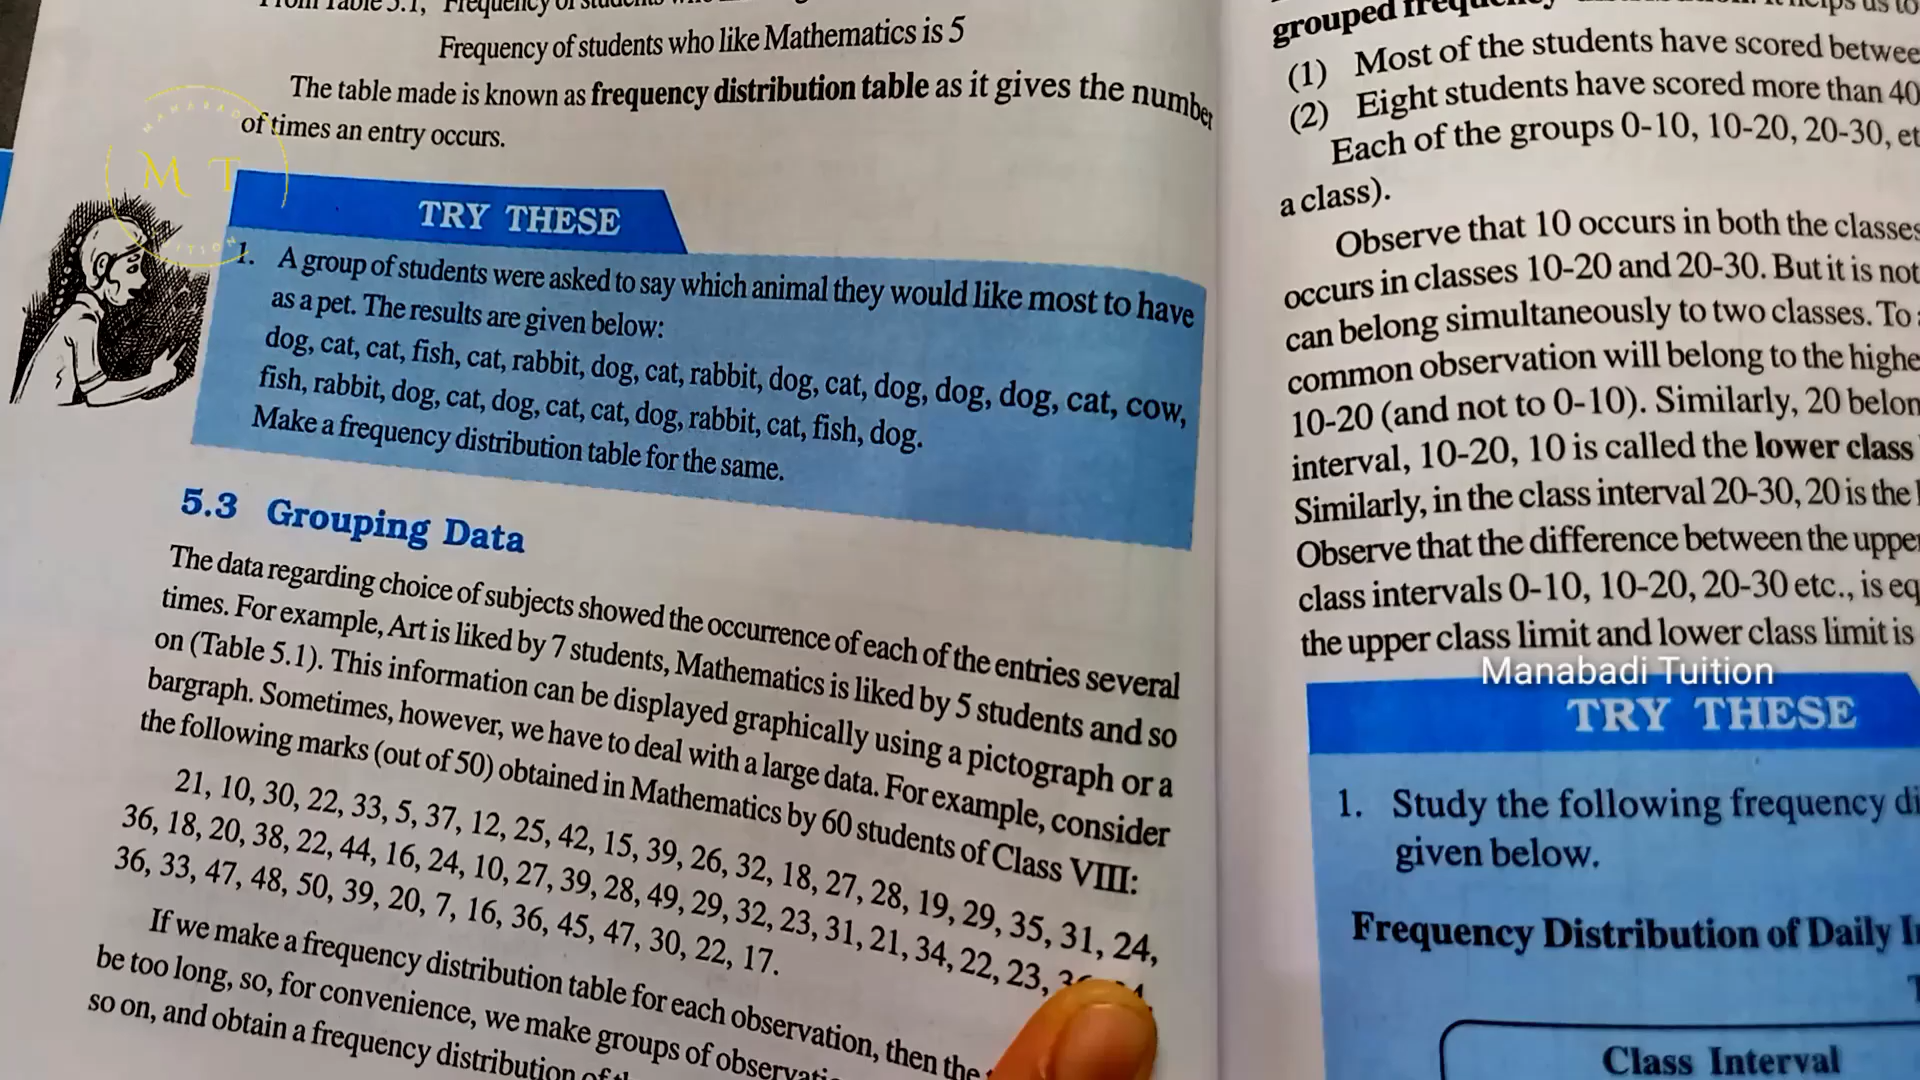 From Table 5.1, Frequency of students who
Frequency of students who like Mathematics is 5
The table made is known as frequency distribution table as it gives the number
of times an entry occurs.
M T
TRY THESE
1. A group of students were asked to say which animal they would like most to have
as a pet. The results are given below:
dog, cat, cat, fish, cat, rabbit, dog, cat, rabbit, dog, cat, dog, dog, dog, cat, cow,
fish, rabbit, dog, cat, dog, cat, cat, dog, rabbit, cat, fish, dog.
Make a frequency distribution table for the same.
5.3 Grouping Data
The data regarding choice of subjects showed the occurrence of each of the entries several
times. For example, Art is liked by 7 students, Mathematics is liked by 5 students and so
on (Table 5.1). This information can be displayed graphically using a pictograph or a
bargraph. Sometimes, however, we have to deal with a large data. For example, consider
the following marks (out of 50) obtained in Mathematics by 60 students of Class VIII:
21, 10, 30, 22, 33, 5, 37, 12, 25, 42, 15, 39, 26, 32, 18, 27, 28, 19, 29, 35, 31, 24,
36, 18, 20, 38, 22, 44, 16, 24, 10, 27, 39, 28, 49, 29, 32, 23, 31, 21, 34, 22, 23,
36, 33, 47, 48, 50, 39, 20, 7, 16, 36, 45, 47, 30, 22, 17.
If we make a frequency distribution table for each observation, then the
be too long, so, for convenience, we make groups of
so on, and obtain a frequency distribution of
grouped
(1) Most of the students have scored
(2) Eight students have scored more than 40
Each of the groups 0-10, 10-20, 20-30,
a class).
Observe that 10 occurs in both the classes
occurs in classes 10-20 and 20-30. But it is not
can belong simultaneously to two classes. To
common observation will belong to the
10-20 (and not to 0-10). Similarly, 20
interval, 10-20, 10 is called the lower class
Similarly, in the class interval 20-30, 20 is the
Observe that the difference between the
class intervals 0-10, 10-20, 20-30 etc., is
the upper class limit and lower class limit is
Manabadi Tuition
TRY THESE
1. Study the following frequency
given below.
Frequency Distribution of Daily
Class Interval